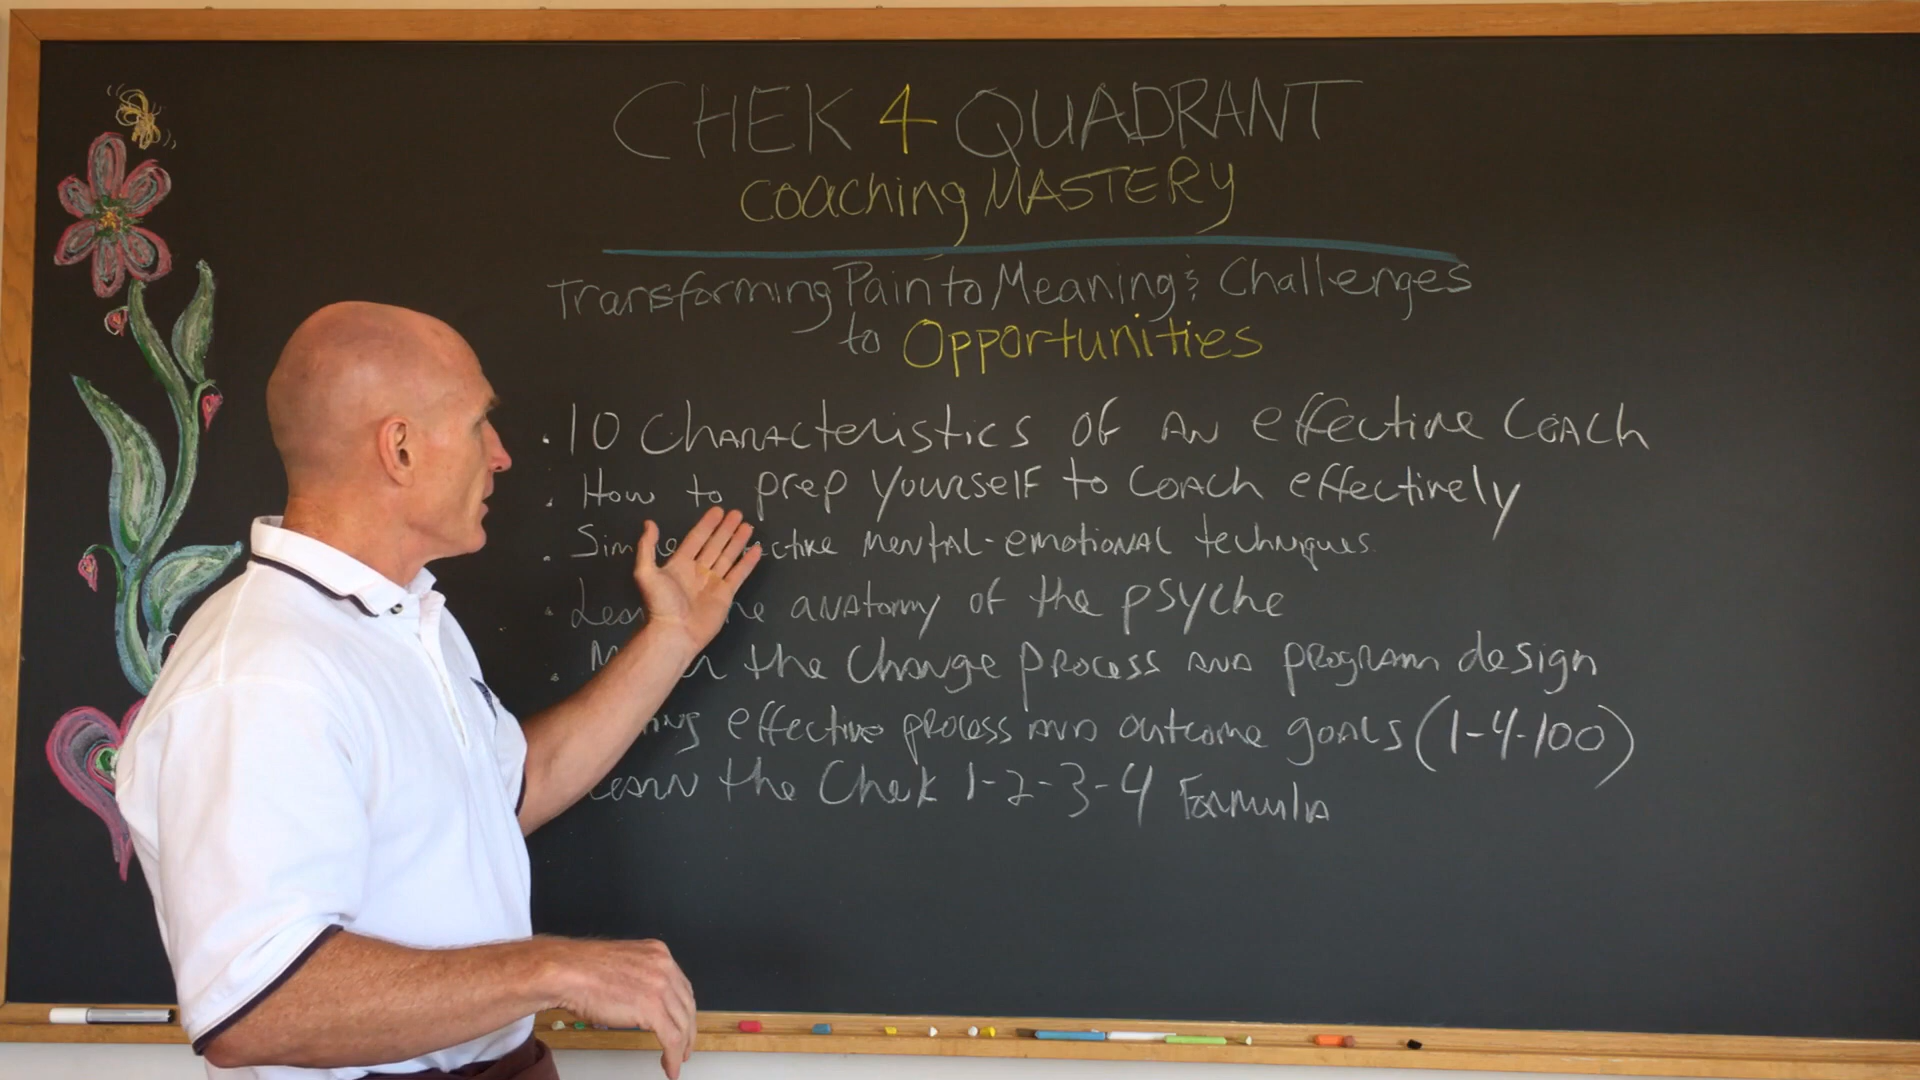 CHEK 4 QUADRANT
Coaching MASTERY
Transforming Pain to Meaning & Challenges
to Opportunities
· 10 Characteristics of an effective Coach
· How to prep yourself to coach effectively
· mental-emotional techniques
· the anatomy of the psyche
· the Change process and program design
effective process and outcome goals (1-4-100)
Learn the Chek 1-2-3-4 Formula